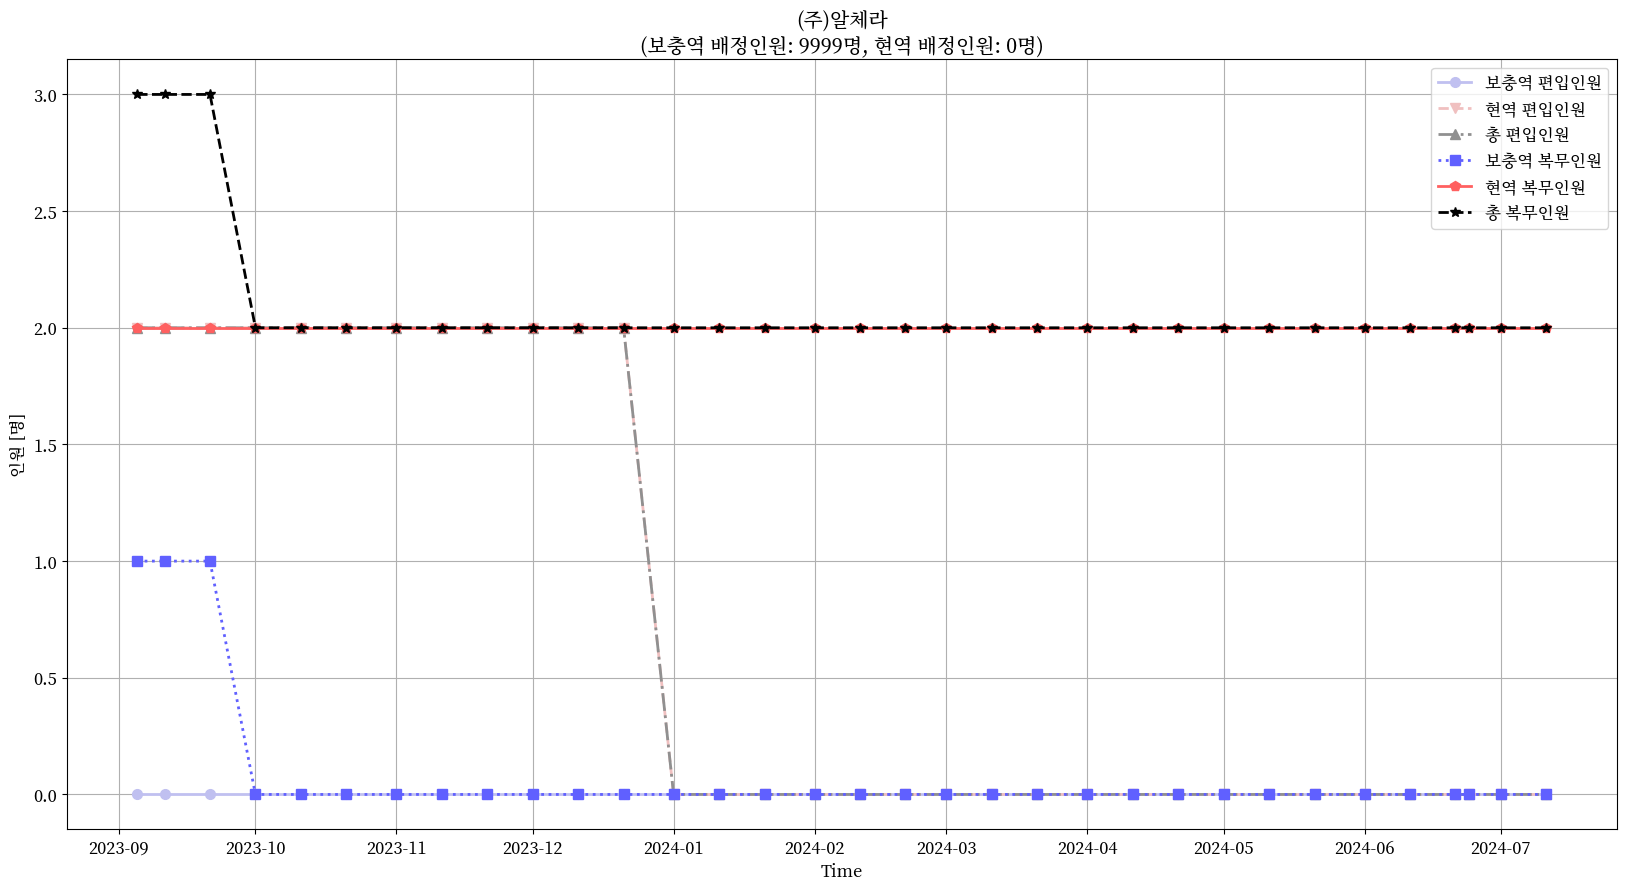 (주)알체라
(보충역 배정인원: 9999명, 현역 배정인원: 0명)
보충역 편입인원
현역 편입인원
총 편입인원
보충역 복무인원
현역 복무인원
총 복무인원
인원 [명]
3.0
2.5
2.0
1.5
1.0
0.5
0.0
2023-09 2023-10 2023-11 2023-12 2024-01 2024-02 2024-03 2024-04 2024-05 2024-06 2024-07
Time